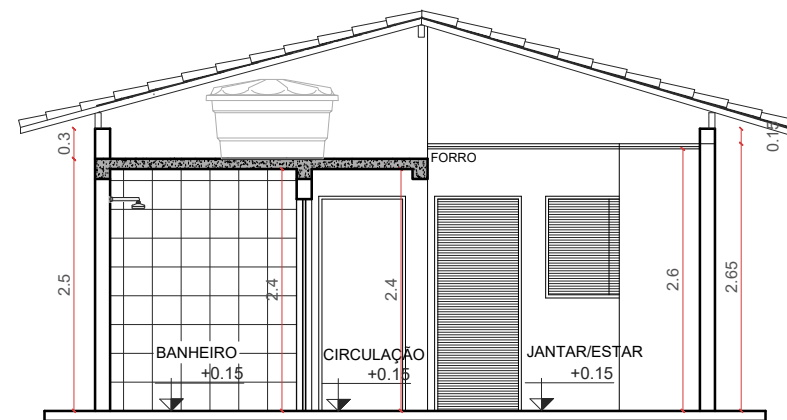 0.3
0.15
FORRO
2.5
2.4
2.4
2.6
2.65
BANHEIRO
+0.15
CIRCULAÇÃO
+0.15
JANTAR/ESTAR
+0.15